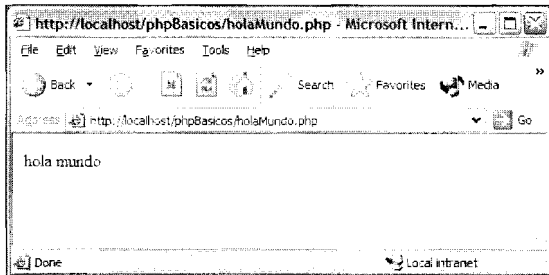 http://localhost/phpBasicos/holaMundo.php - Microsoft Intern...
File Edit View Favorites Tools Help
Back Search Favorites Media »
Address http://localhost/phpBasicos/holaMundo.php Go
hola mundo
Done Local intranet